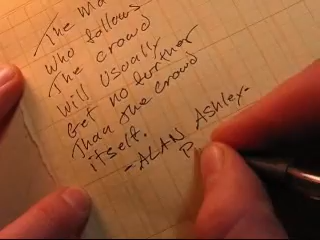 The Ma
who follows
The crowd
will usually
Get no further
Than the crowd
itself.
-ALAN Ashley-
P